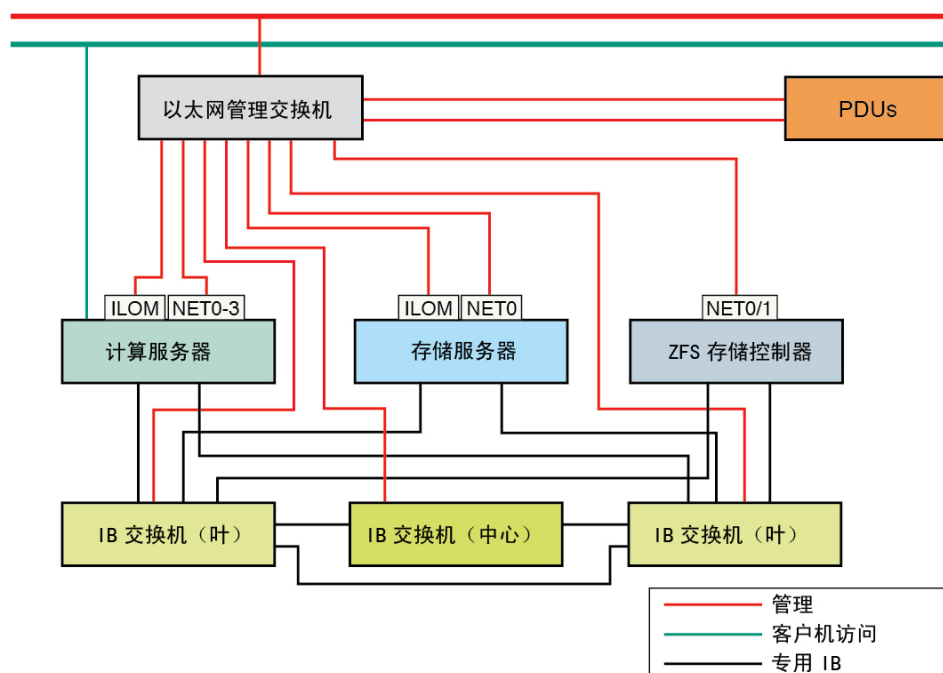 以太网管理交换机
PDUs
ILOM
NET0-3
ILOM
NET0
NET0/1
计算服务器
存储服务器
ZFS 存储控制器
IB 交换机（叶）
IB 交换机（中心）
IB 交换机（叶）
管理
客户机访问
专用 IB